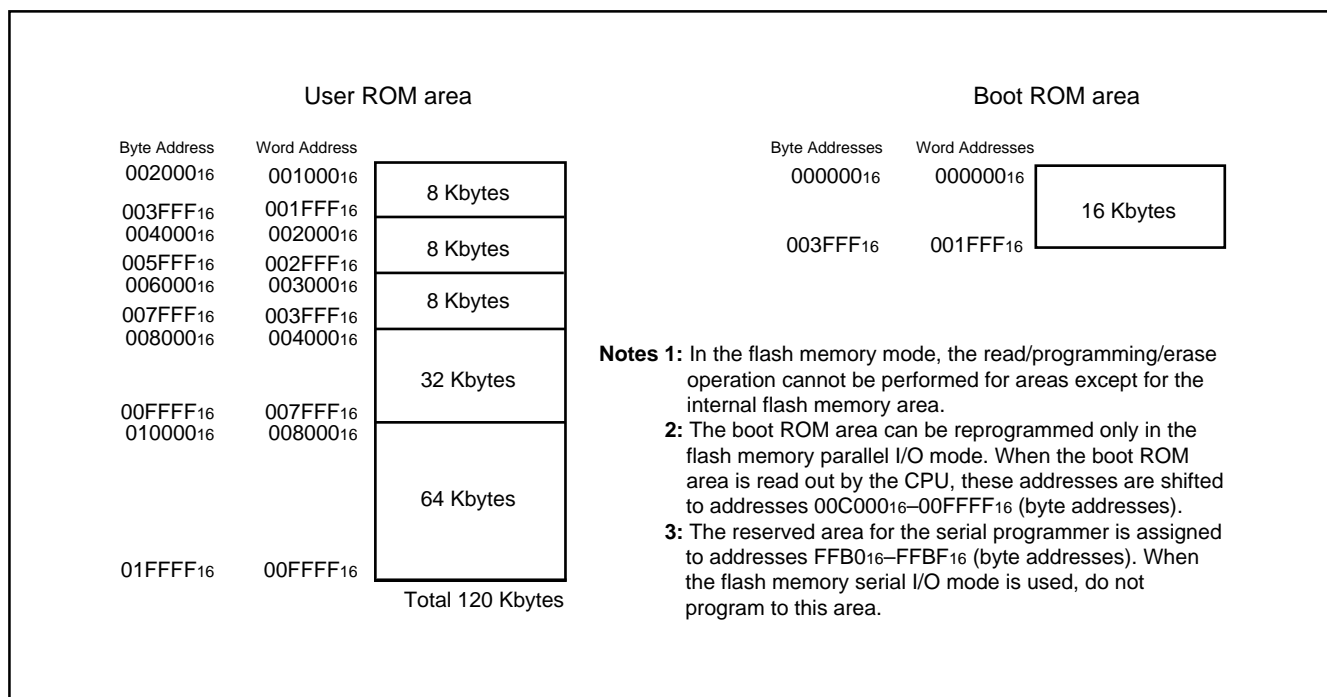 User ROM area
Byte Address Word Address
00200016 00100016
8 Kbytes
003FFF16 001FFF16
00400016 00200016
8 Kbytes
005FFF16 002FFF16
00600016 00300016
8 Kbytes
007FFF16 003FFF16
00800016 00400016
32 Kbytes
00FFFF16 007FFF16
01000016 00800016
64 Kbytes
01FFFF16 00FFFF16
Total 120 Kbytes
Boot ROM area
Byte Addresses Word Addresses
00000016 00000016
16 Kbytes
003FFF16 001FFF16
Notes 1: In the flash memory mode, the read/programming/erase
operation cannot be performed for areas except for the
internal flash memory area.
2: The boot ROM area can be reprogrammed only in the
flash memory parallel I/O mode. When the boot ROM
area is read out by the CPU, these addresses are shifted
to addresses 00C00016–00FFFF16 (byte addresses).
3: The reserved area for the serial programmer is assigned
to addresses FFB016–FFBF16 (byte addresses). When
the flash memory serial I/O mode is used, do not
program to this area.